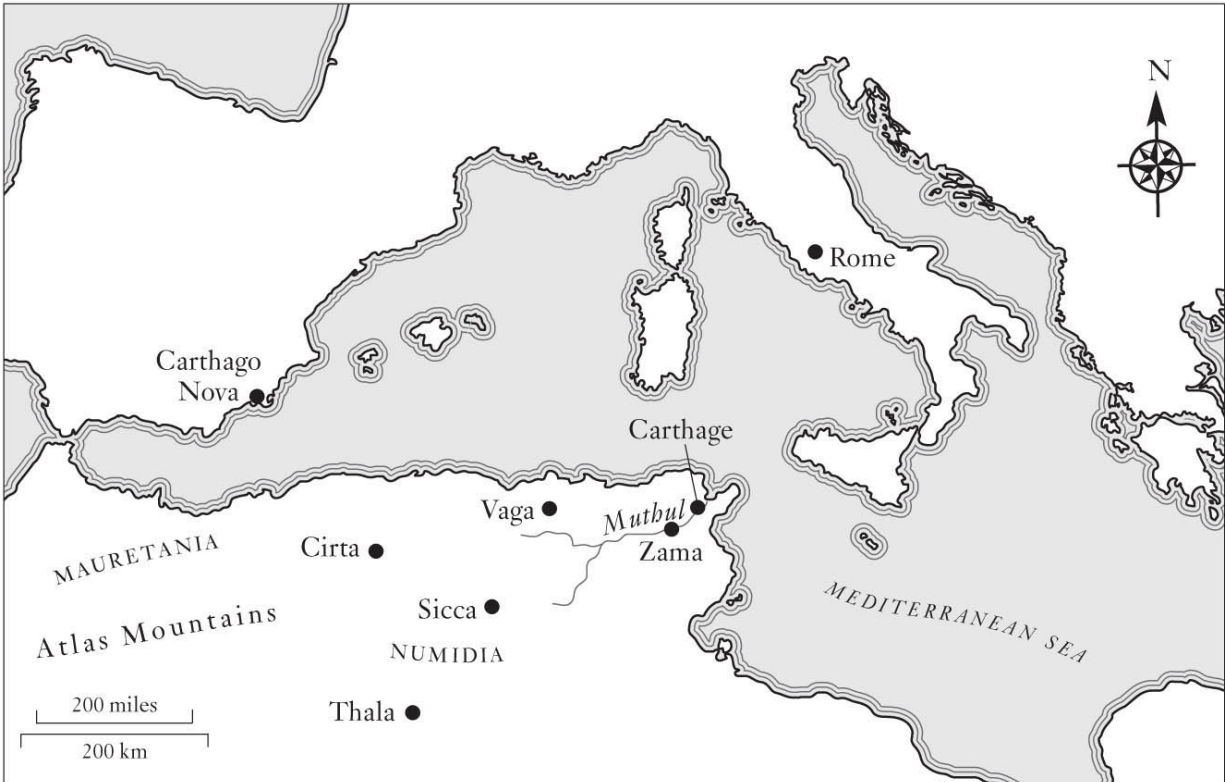 N
Rome
Carthago
Nova
Carthage
Vaga
Muthul
Zama
Cirta
MAURETANIA
Sicca
Atlas Mountains
NUMIDIA
MEDITERRANEAN SEA
Thala
200 miles
200 km